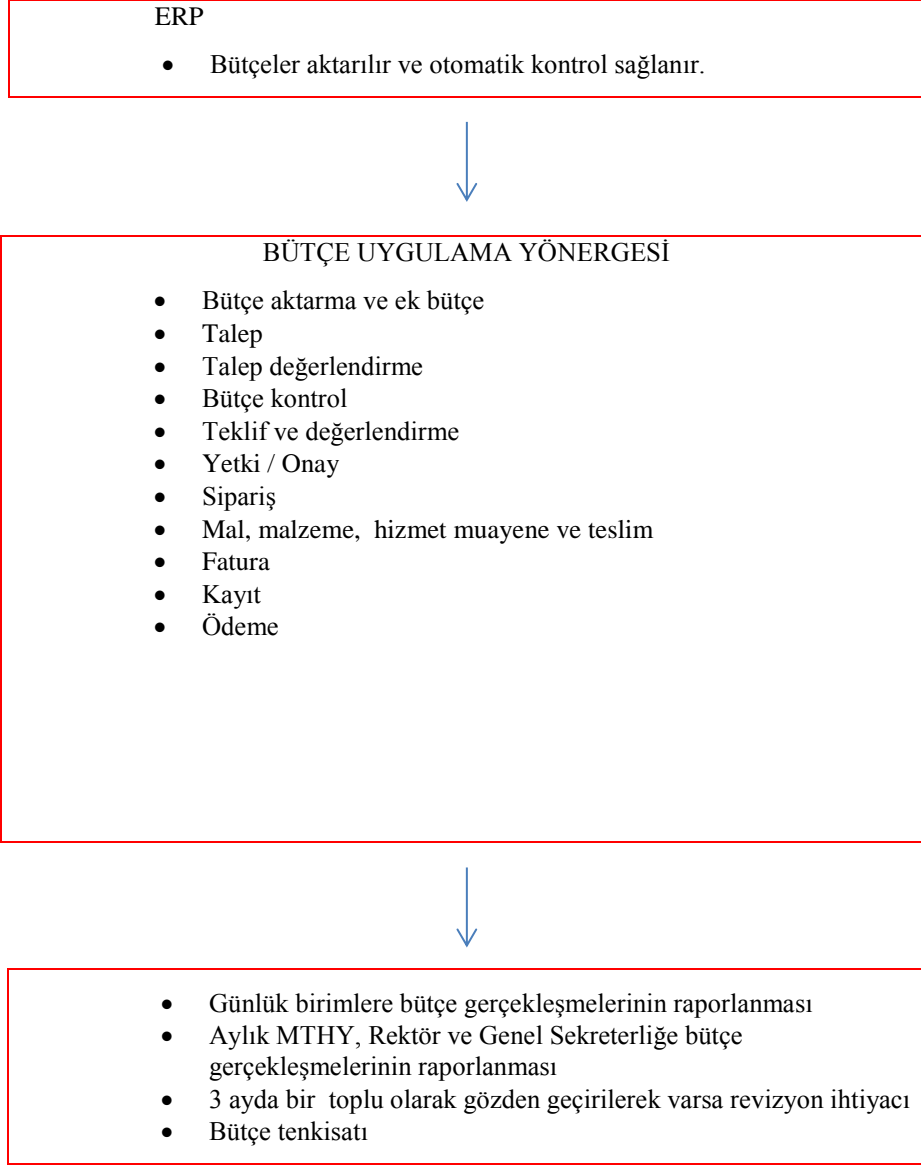 ERP
• Bütçeler aktarılır ve otomatik kontrol sağlanır.
BÜTÇE UYGULAMA YÖNERGESİ
• Bütçe aktarma ve ek bütçe
• Talep
• Talep değerlendirme
• Bütçe kontrol
• Teklif ve değerlendirme
• Yetki / Onay
• Sipariş
• Mal, malzeme, hizmet muayene ve teslim
• Fatura
• Kayıt
• Ödeme
• Günlük birimlere bütçe gerçekleşmelerinin raporlanması
• Aylık MTHY, Rektör ve Genel Sekreterliğe bütçe
gerçekleşmelerinin raporlanması
• 3 ayda bir toplu olarak gözden geçirilerek varsa revizyon ihtiyacı
• Bütçe tenkisatı